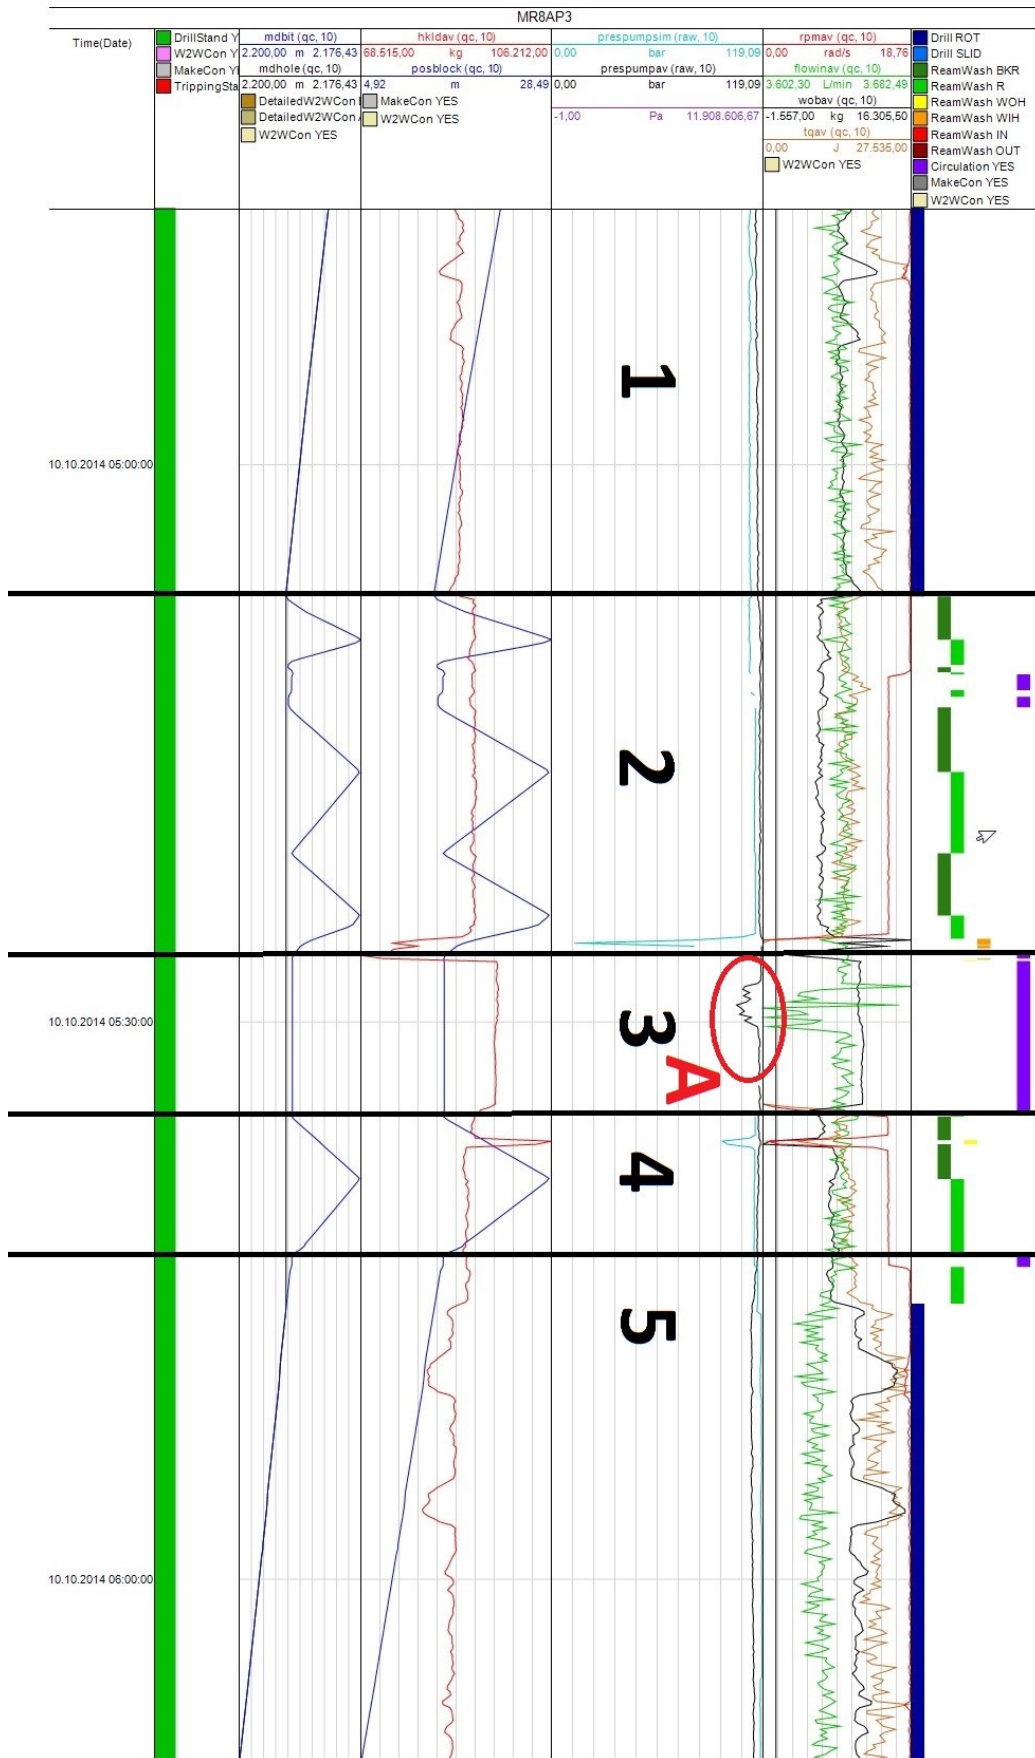 MR8AP3
Time(Date)
DrillStand Y
W2WCon Y
MakeCon Y
TrippingSta
mdbit (qc, 10)
2.200,00 m 2.176,43
mdhole (qc, 10)
2.200,00 m 2.176,43
DetailedW2WCon
DetailedW2WCon
W2WCon YES
hkldav (qc, 10)
68.515,00 kg 106.212,00
posblock (qc, 10)
4,92 m 28,49
MakeCon YES
W2WCon YES
prespumpsim (raw, 10)
0,00 bar 119,09
prespumpav (raw, 10)
0,00 bar 119,09
-1,00 Pa 11.908.606,67
rpmav (qc, 10)
0,00 rad/s 18,76
flowinav (qc, 10)
3.602,30 L/min 3.682,49
wobav (qc, 10)
-1.557,00 kg 16.305,50
tqav (qc, 10)
0,00 J 27.535,00
W2WCon YES
Drill ROT
Drill SLID
ReamWash BKR
ReamWash R
ReamWash WOH
ReamWash WIH
ReamWash IN
ReamWash OUT
Circulation YES
MakeCon YES
W2WCon YES
1
10.10.2014 05:00:00
2
10.10.2014 05:30:00
3
A
4
5
10.10.2014 06:00:00